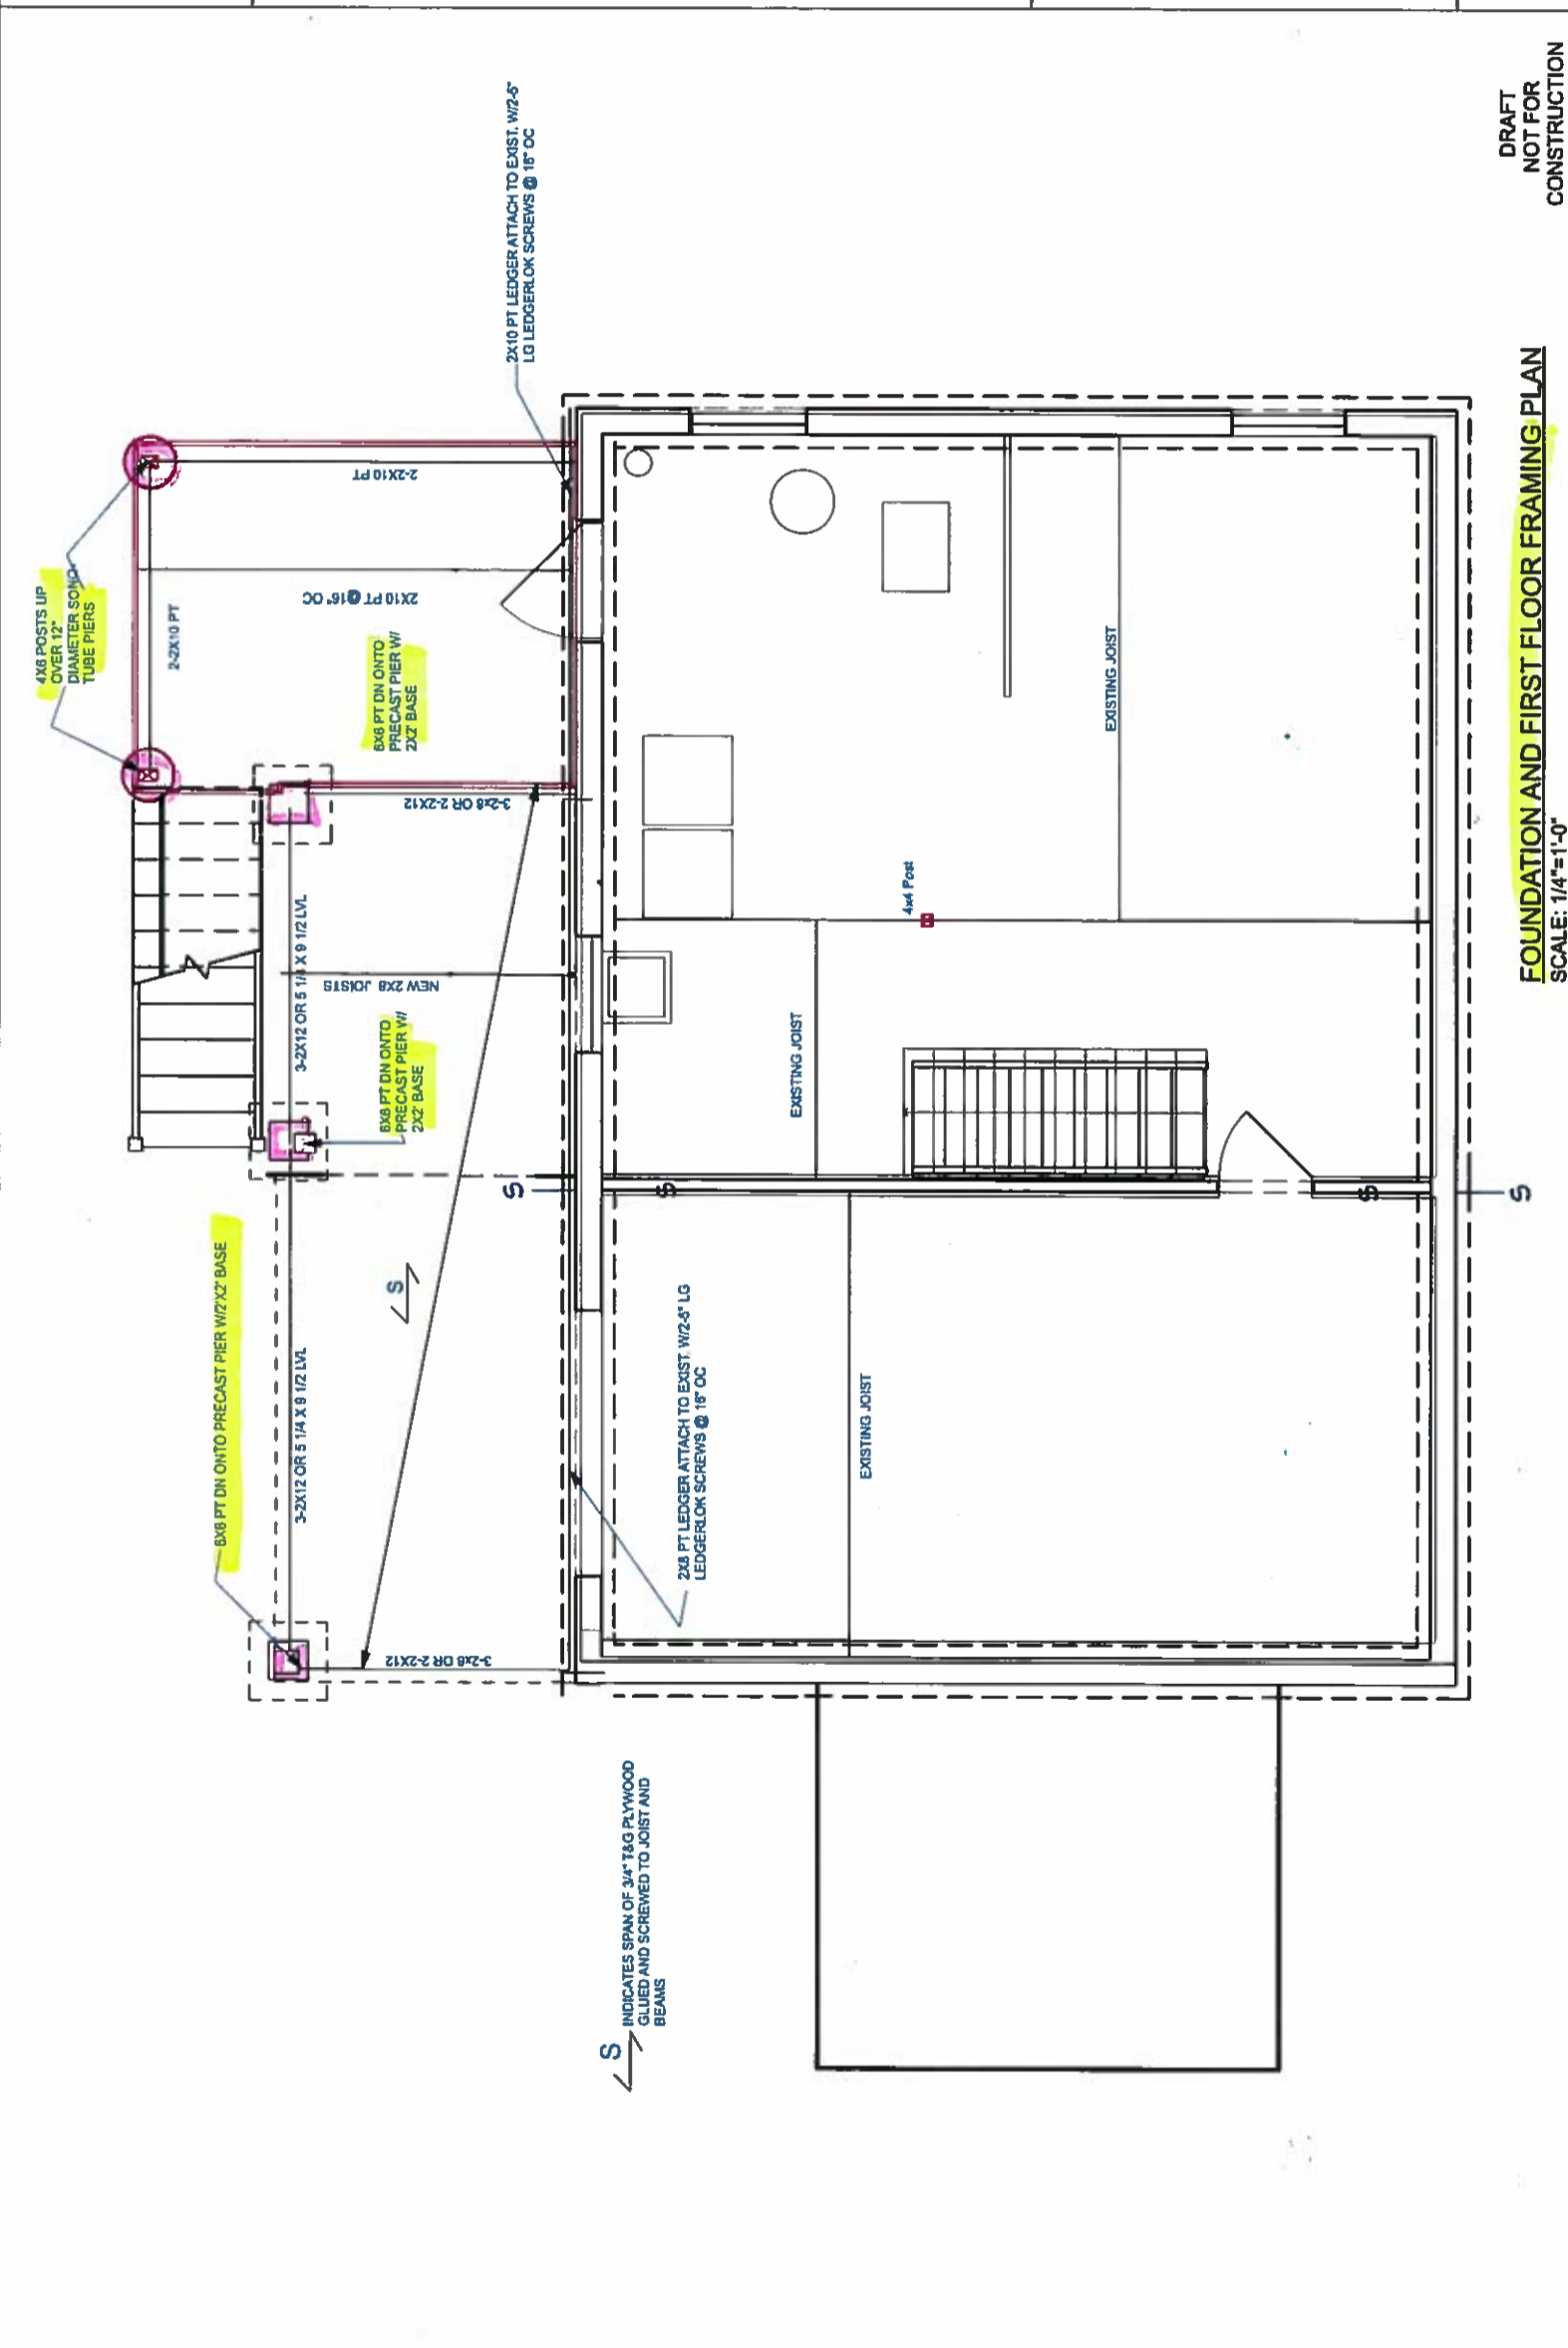 4X6 POSTS UP
OVER 12"
DIAMETER SONO
TUBE PIERS
2-2X10 PT
2-2X10 PT
2X10 PT @16" OC
6X6 PT DN ONTO
PRECAST PIER W/
2X2' BASE
2X10 PT LEDGER ATTACH TO EXIST. W/2-5"
LG LEDGERLOK SCREWS @ 16" OC
3-2x8 OR 2-2X12
3-2X12 OR 5 1/4 X 9 1/2 LVL
NEW 2X8 JOISTS
6X6 PT DN ONTO
PRECAST PIER W/
2X2' BASE
6X6 PT DN ONTO PRECAST PIER W/2'X2' BASE
3-2X12 OR 5 1/4 X 9 1/2 LVL
S
3-2x8 OR 2-2X12
S
S
S
S
2X8 PT LEDGER ATTACH TO EXIST. W/2-5" LG
LEDGERLOK SCREWS @ 16" OC
EXISTING JOIST
EXISTING JOIST
4x4 Post
EXISTING JOIST
S
INDICATES SPAN OF 3/4" T&G PLYWOOD
GLUED AND SCREWED TO JOIST AND
BEAMS
FOUNDATION AND FIRST FLOOR FRAMING PLAN
SCALE: 1/4"=1'-0"
DRAFT
NOT FOR
CONSTRUCTION